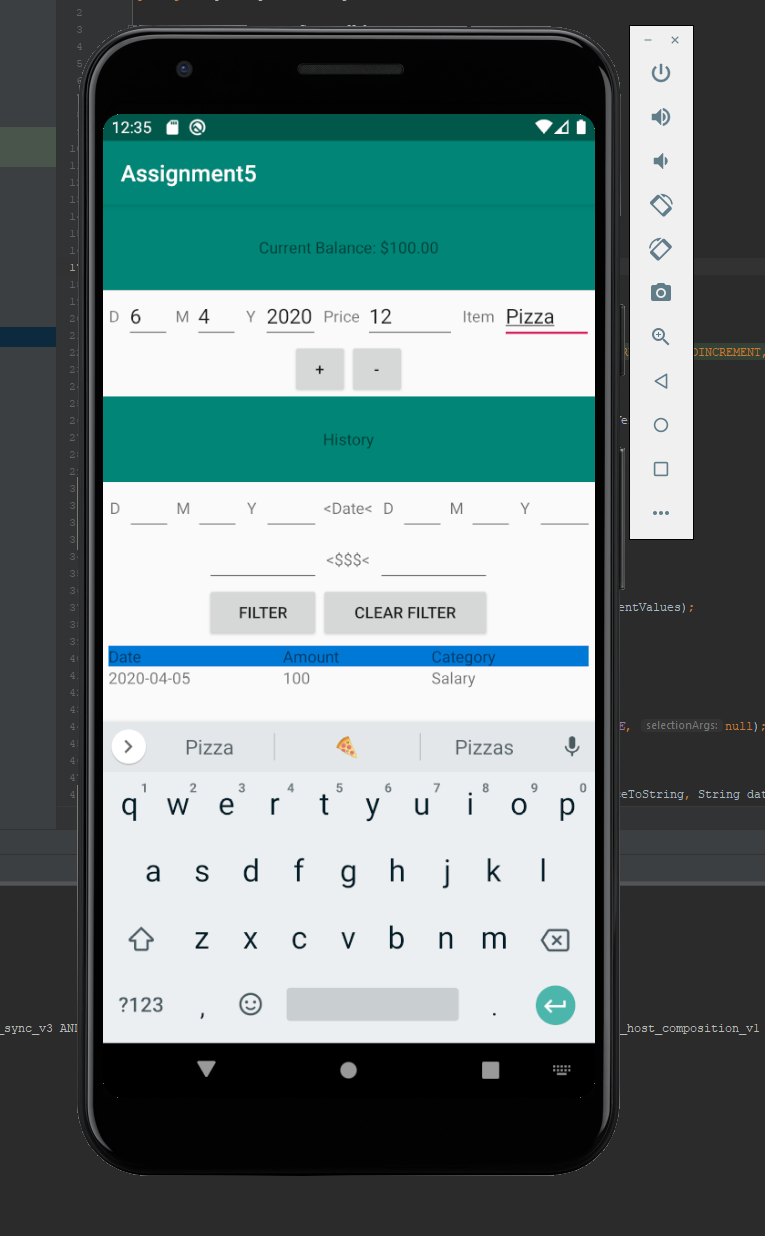 12:35
Assignment5
Current Balance: $100.00
D 6 M 4 Y 2020 Price 12 Item Pizza
+ -
History
D M Y <Date< D M Y
<$$$<
FILTER CLEAR FILTER
Date Amount Category
2020-04-05 100 Salary
Pizza 🍕 Pizzas
q1 w2 e3 r4 t5 y6 u7 i8 o9 p0
a s d f g h j k l
z x c v b n m
?123 , .
DINCREMENT,
entValues);
E, selectionArgs: null);
eToString, String dat
_sync_v3 AN
_host_composition_v1